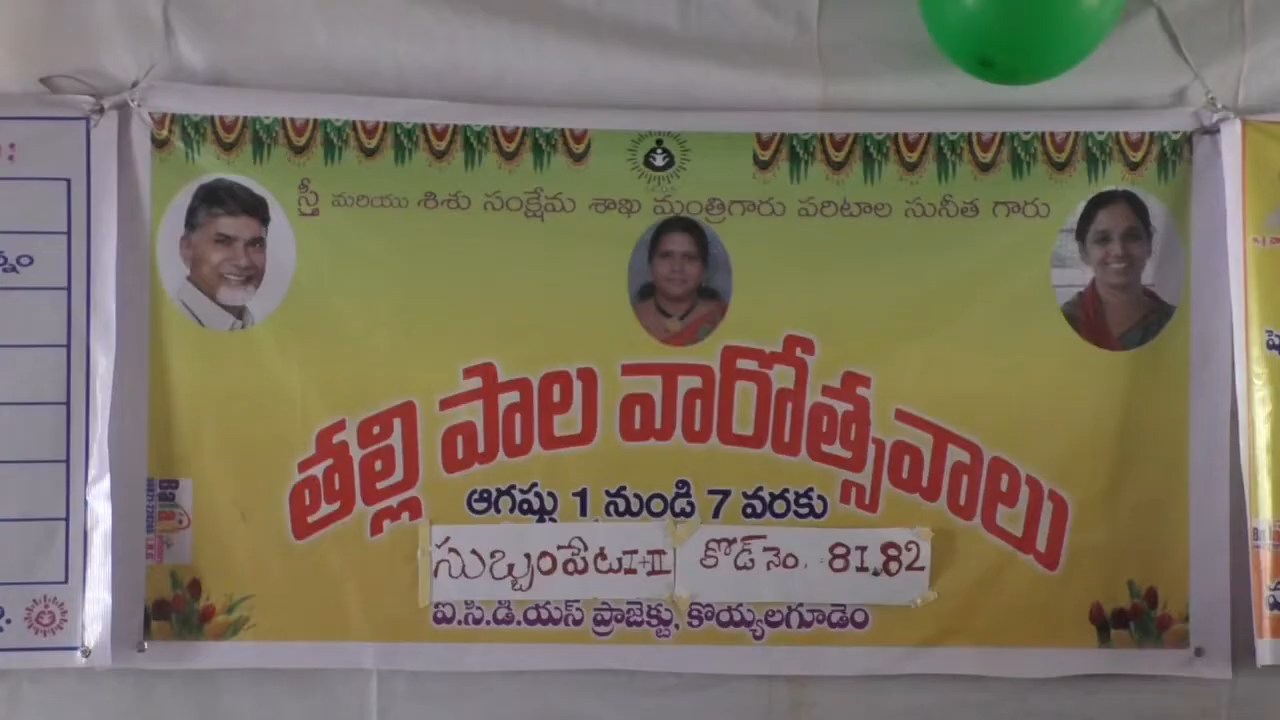 స్త్రీ మరియు శిశు సంక్షేమ శాఖ మంత్రిగారు పరిటాల సునీత గారు
తల్లి పాల వారోత్సవాలు
ఆగష్టు 1 నుండి 7 వరకు
సుబ్బంపేట I+II కోడ్ నెం. 81.82
ఐ.సి.డి.యస్ ప్రాజెక్టు, కొయ్యలగూడెం